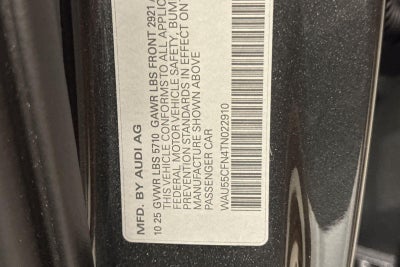 MFD. BY AUDI AG
10 25 GVWR LBS 5710 GAWR LBS FRONT 2921
THIS VEHICLE CONFORMS TO ALL APPLIC
FEDERAL MOTOR VEHICLE SAFETY, BUM
PREVENTION STANDARDS IN EFFECT ON
MANUFACTURE SHOWN ABOVE
PASSENGER CAR
WAU55CFN4TN022910